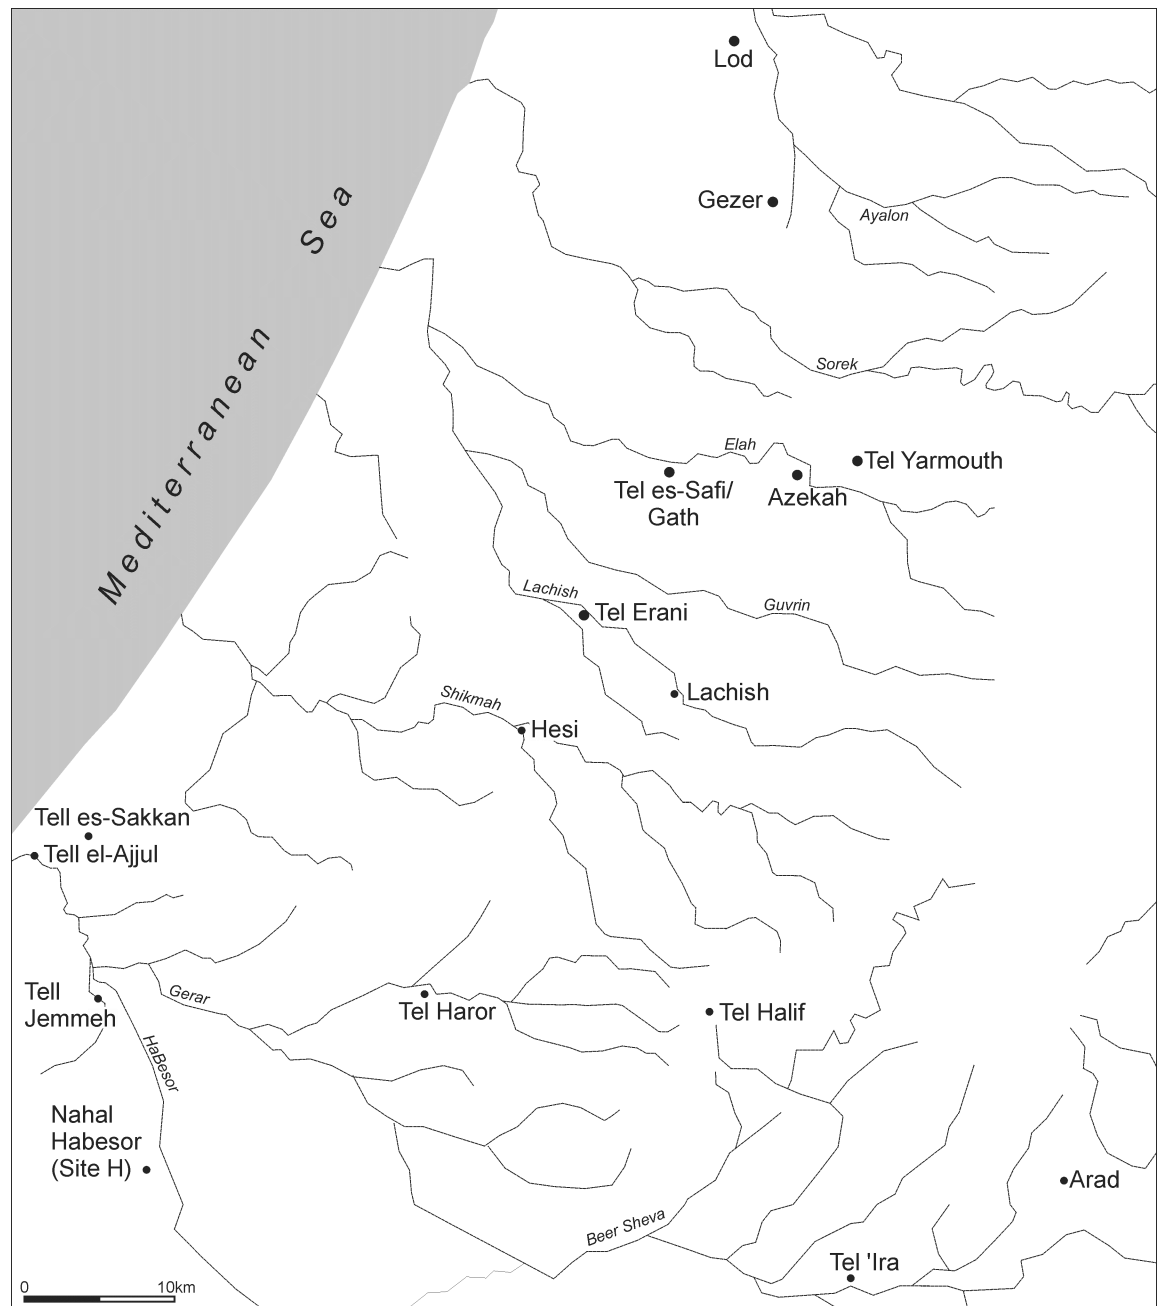 Lod
Mediterranean Sea
Gezer
Ayalon
Sorek
Elah
Tel Yarmouth
Tel es-Safi/
Gath
Azekah
Lachish
Tel Erani
Guvrin
Lachish
Shikmah
Hesi
Tell es-Sakkan
Tell el-Ajjul
Tell
Jemmeh
Gerar
Tel Haror
Tel Halif
HaBesor
Nahal
Habesor
(Site H)
Arad
Beer Sheva
Tel 'Ira
0 10km